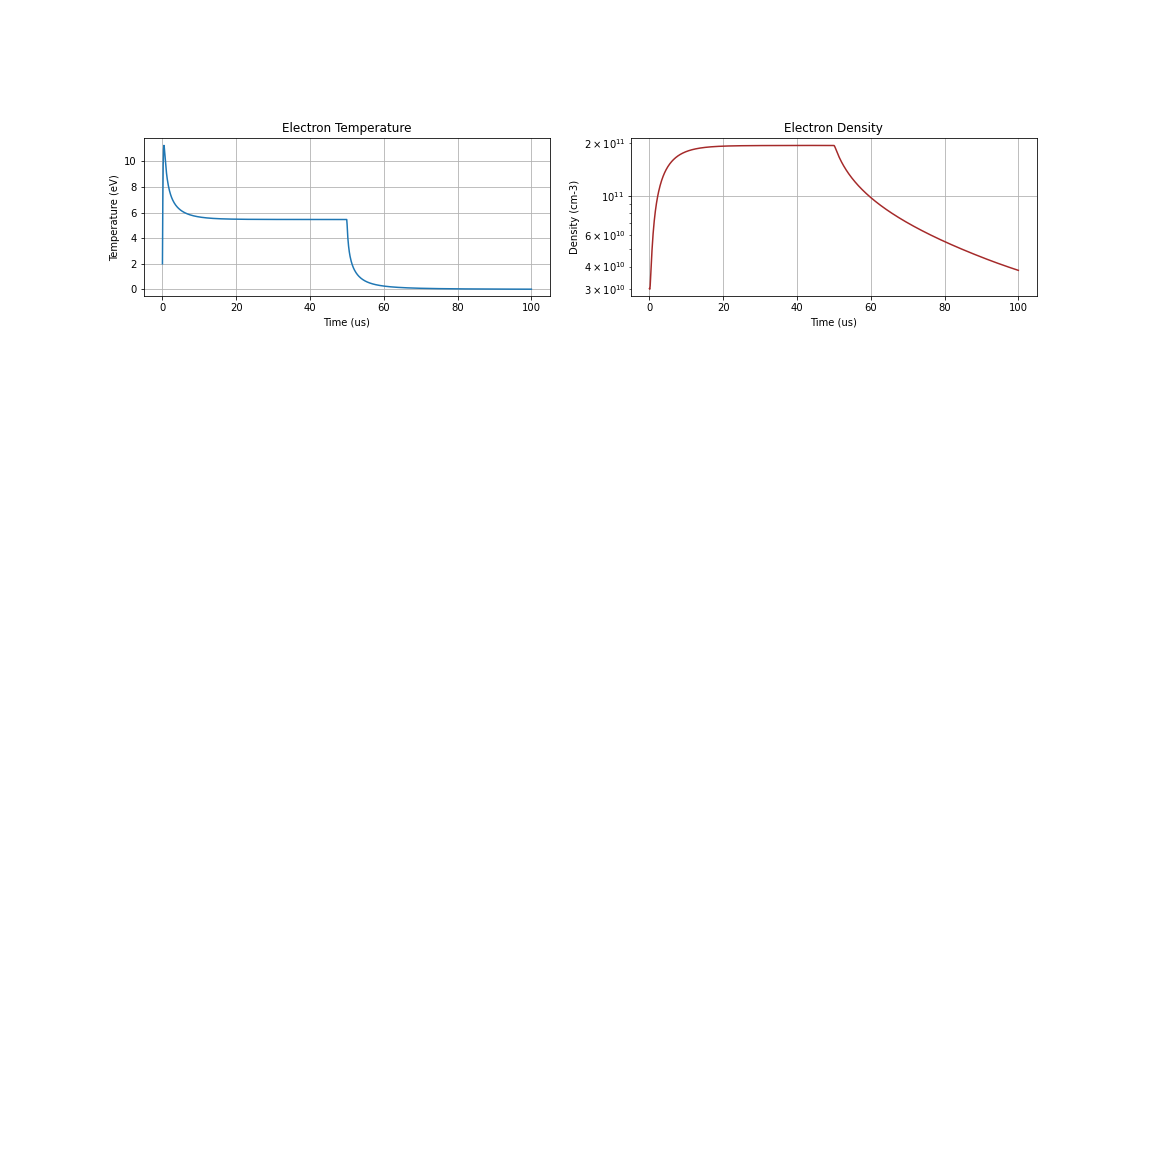 Electron Temperature
10
8
6
4
2
0
Temperature (eV)
0 20 40 60 80 100
Time (us)
Electron Density
2 × 10¹¹
10¹¹
6 × 10¹⁰
4 × 10¹⁰
3 × 10¹⁰
Density (cm-3)
0 20 40 60 80 100
Time (us)